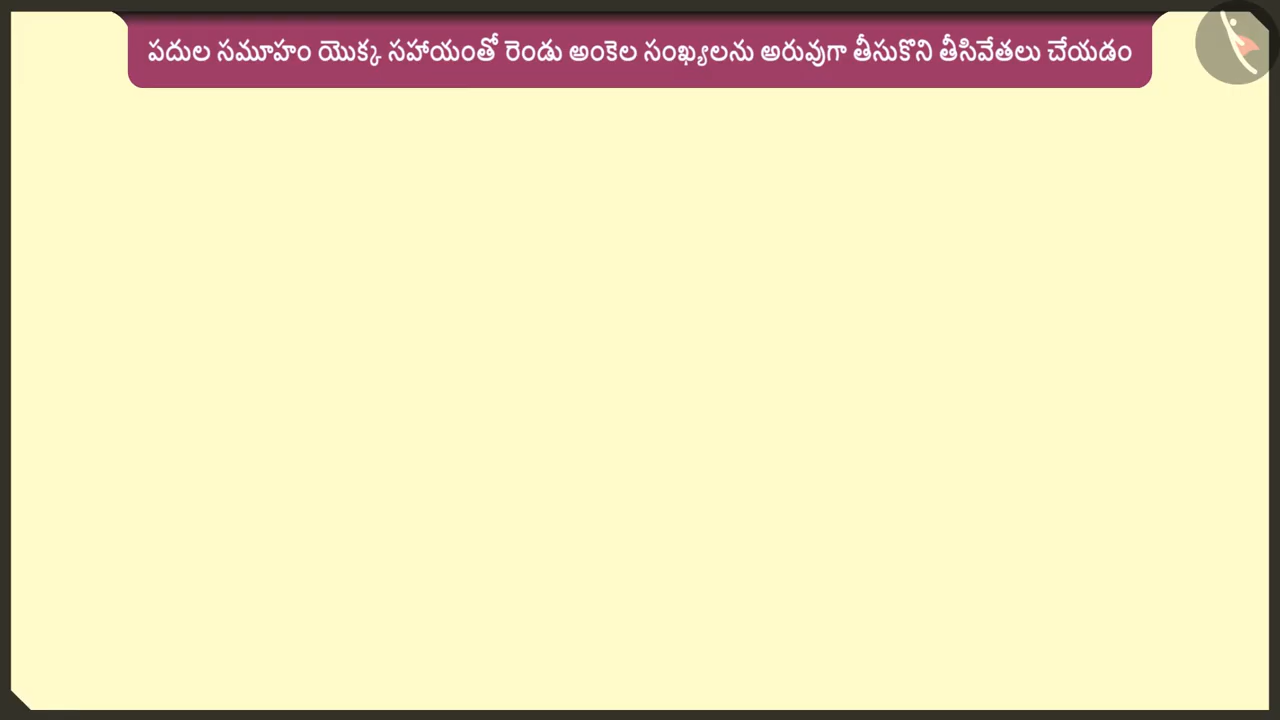 పదుల సమూహం యొక్క సహాయంతో రెండు అంకెల సంఖ్యలను అరువుగా తీసుకొని తీసివేతలు చేయడం